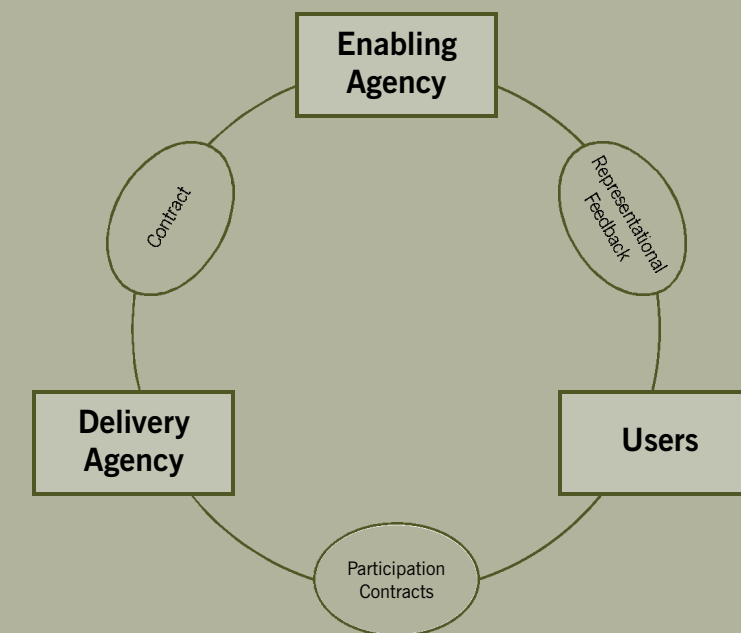 Enabling
Agency
Contract
Representational
Feedback
Delivery
Agency
Users
Participation
Contracts